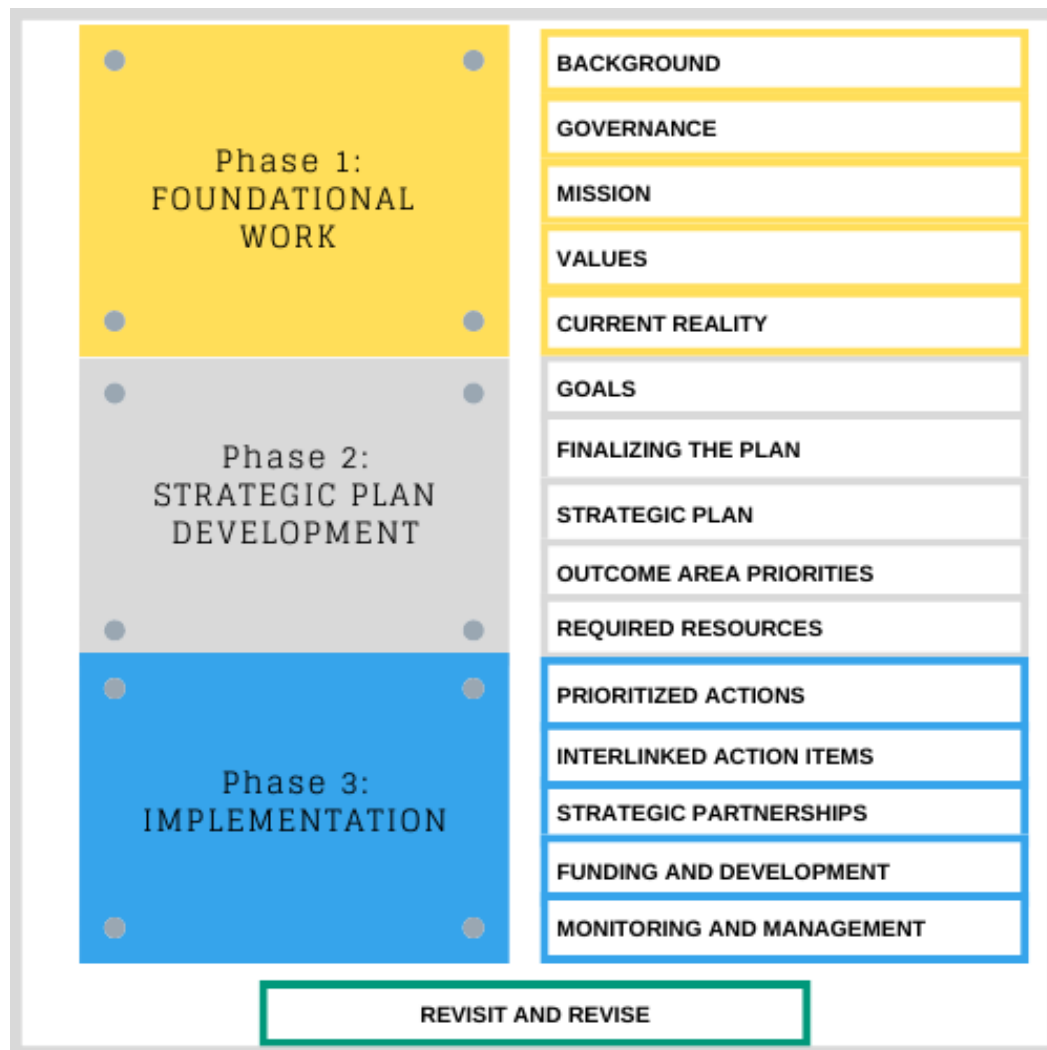 Phase 1:
FOUNDATIONAL
WORK
BACKGROUND
GOVERNANCE
MISSION
VALUES
CURRENT REALITY
Phase 2:
STRATEGIC PLAN
DEVELOPMENT
GOALS
FINALIZING THE PLAN
STRATEGIC PLAN
OUTCOME AREA PRIORITIES
REQUIRED RESOURCES
Phase 3:
IMPLEMENTATION
PRIORITIZED ACTIONS
INTERLINKED ACTION ITEMS
STRATEGIC PARTNERSHIPS
FUNDING AND DEVELOPMENT
MONITORING AND MANAGEMENT
REVISIT AND REVISE